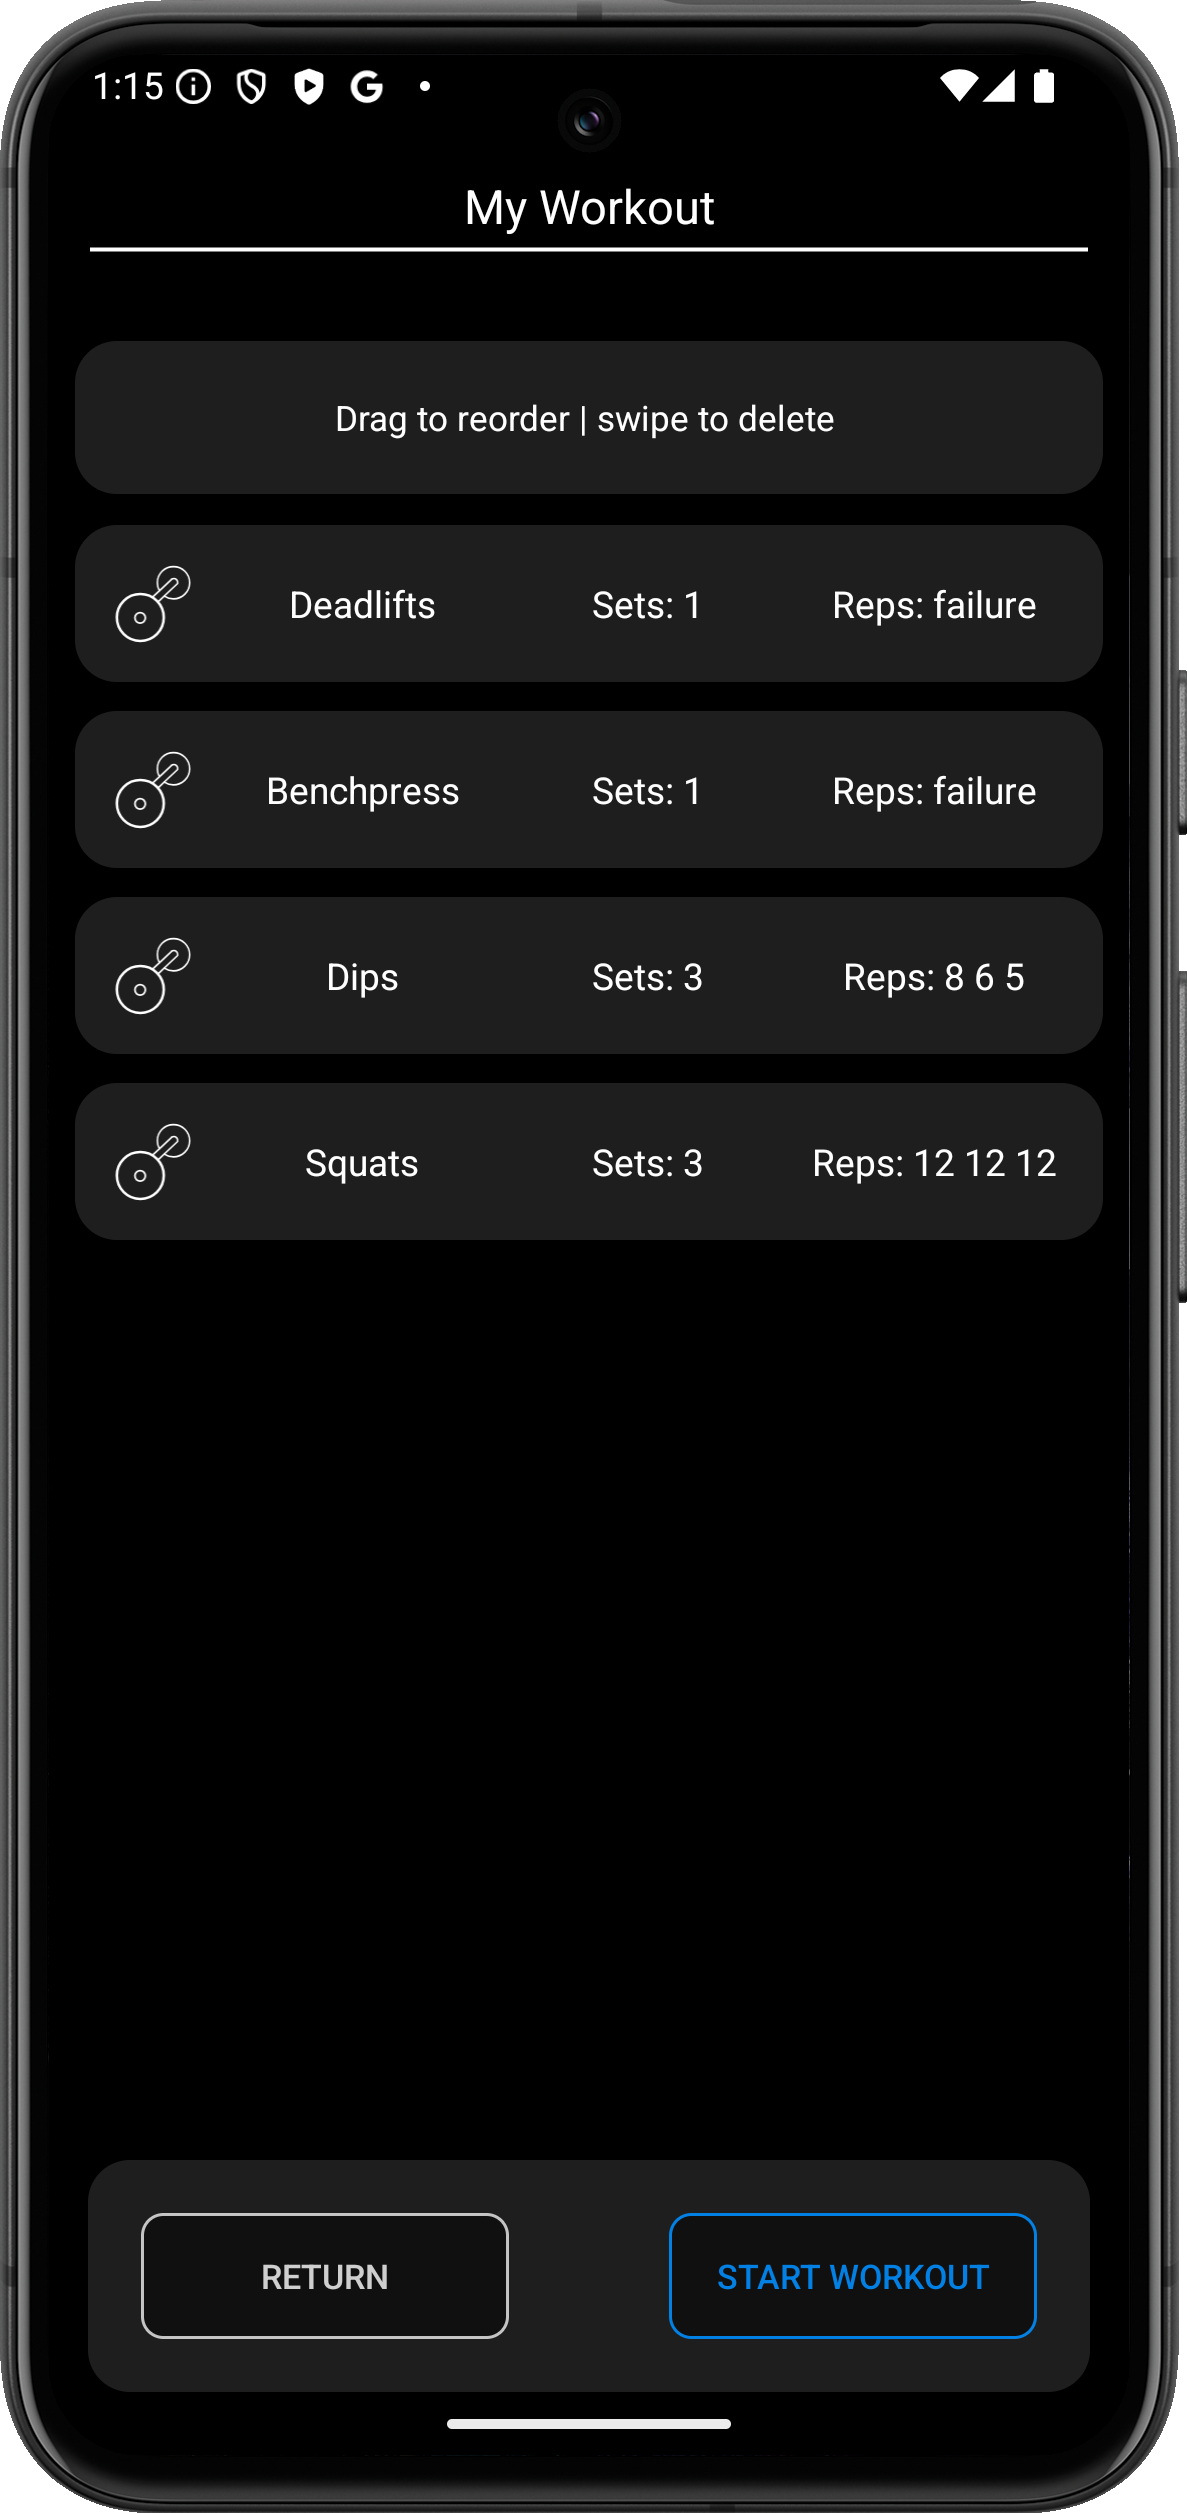 1:15
My Workout
Drag to reorder | swipe to delete
Deadlifts Sets: 1 Reps: failure
Benchpress Sets: 1 Reps: failure
Dips Sets: 3 Reps: 8 6 5
Squats Sets: 3 Reps: 12 12 12
RETURN START WORKOUT